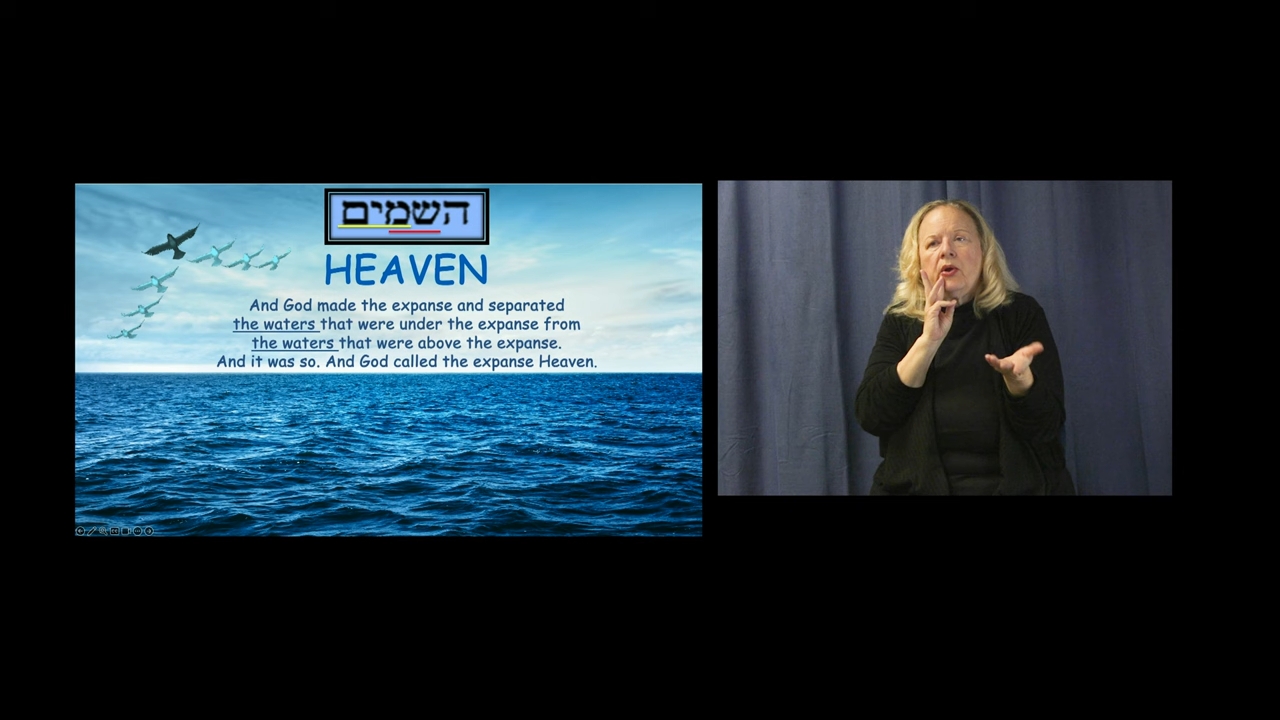 השמים
HEAVEN
And God made the expanse and separated
the waters that were under the expanse from
the waters that were above the expanse.
And it was so. And God called the expanse Heaven.